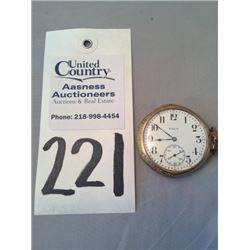 United
Country
Aasness
Auctioneers
Auctions & Real Estate
Phone: 218-998-4454
221
ELGIN